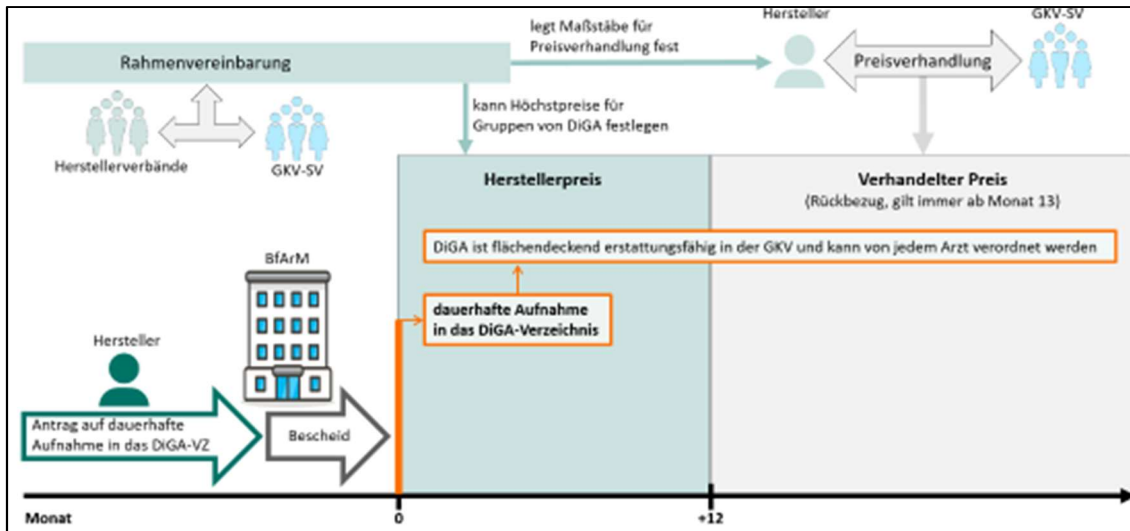 Rahmenvereinbarung
legt Maßstäbe für
Preisverhandlung fest
Hersteller
Preisverhandlung
GKV-SV
kann Höchstpreise für
Gruppen von DiGA festlegen
Herstellerverbände
GKV-SV
Herstellerpreis
Verhandelter Preis
(Rückbezug, gilt immer ab Monat 13)
DiGA ist flächendeckend erstattungsfähig in der GKV und kann von jedem Arzt verordnet werden
BfArM
dauerhafte Aufnahme
in das DiGA-Verzeichnis
Hersteller
Antrag auf dauerhafte
Aufnahme in das DiGA-VZ
Bescheid
Monat
0
+12